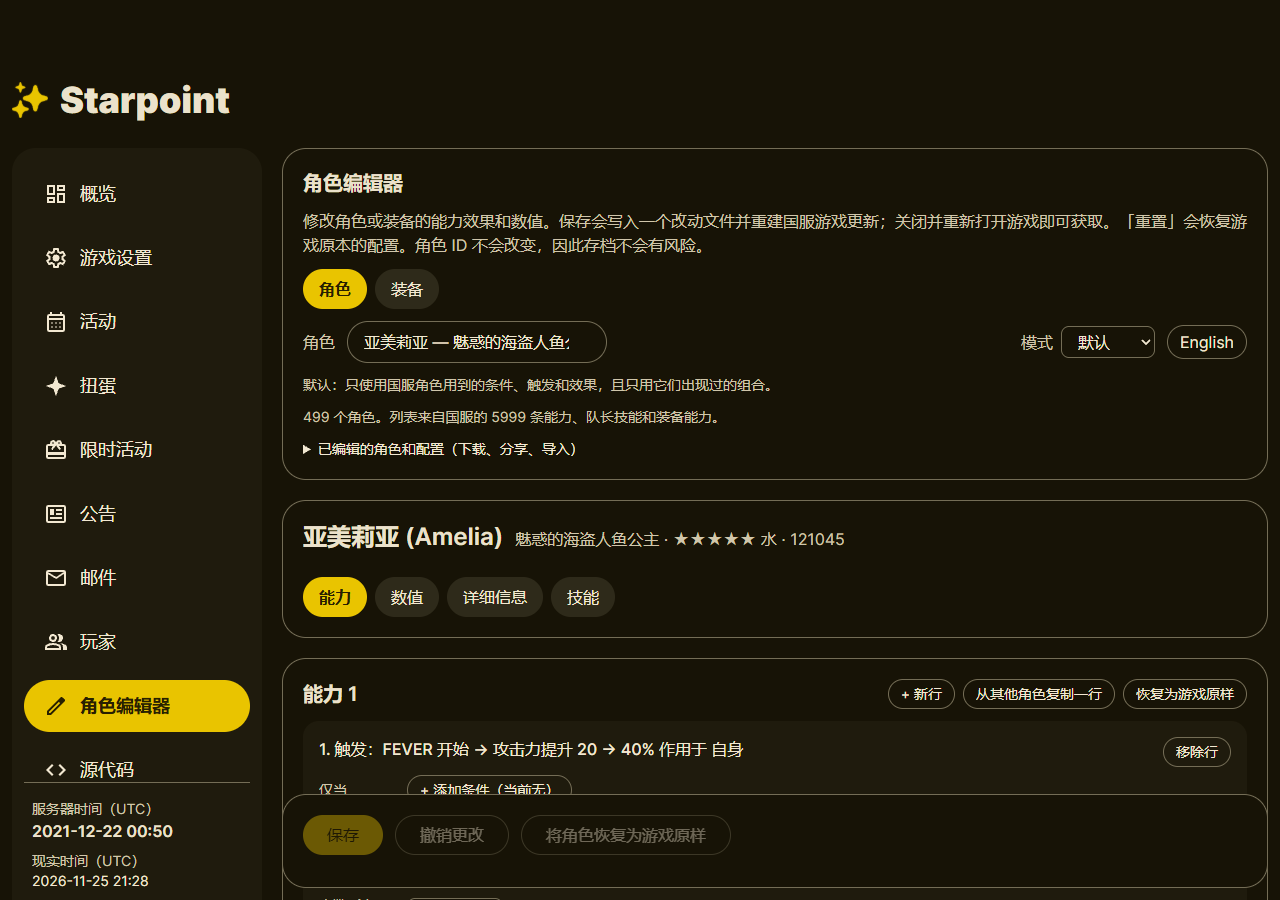 Starpoint
概览
游戏设置
活动
扭蛋
限时活动
公告
邮件
玩家
角色编辑器
源代码
服务器时间（UTC）
2021-12-22 00:50
现实时间（UTC）
2026-11-25 21:28
角色编辑器
修改角色或装备的能力效果和数值。保存会写入一个改动文件并重建国服游戏更新；关闭并重新打开游戏即可获取。「重置」会恢复游
戏原本的配置。角色 ID 不会改变，因此存档不会有风险。
角色 装备
角色 亚美莉亚 — 魅惑的海盗人鱼 模式 默认 English
默认：只使用国服角色用到的条件、触发和效果，且只用它们出现过的组合。
499 个角色。列表来自国服的 5999 条能力、队长技能和装备能力。
已编辑的角色和配置（下载、分享、导入）
亚美莉亚 (Amelia) 魅惑的海盗人鱼公主 · ★★★★★ 水 · 121045
能力 数值 详细信息 技能
能力 1 + 新行 从其他角色复制一行 恢复为游戏原样
1. 触发：FEVER 开始 → 攻击力提升 20 → 40% 作用于 自身 移除行
仅当 + 添加条件（当前无）
保存 撤销更改 将角色恢复为游戏原样